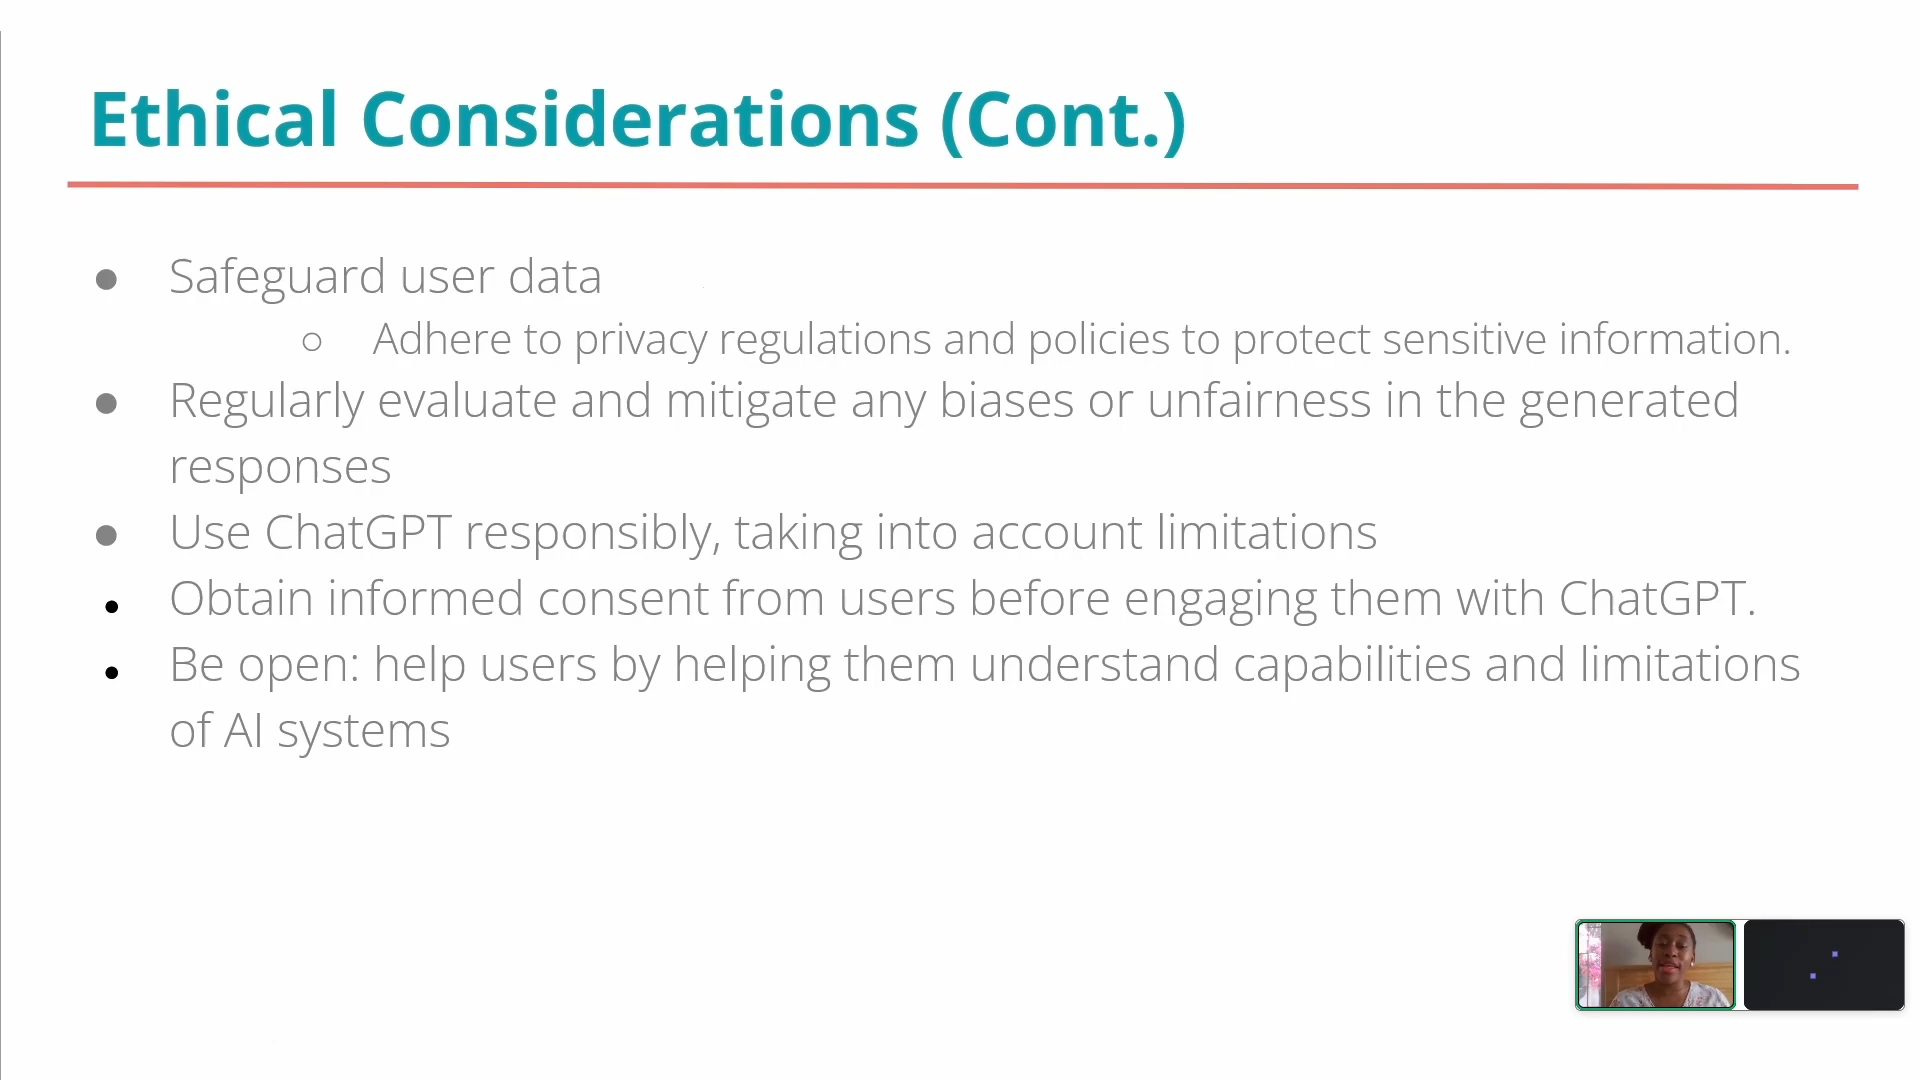 Ethical Considerations (Cont.)
● Safeguard user data
○ Adhere to privacy regulations and policies to protect sensitive information.
● Regularly evaluate and mitigate any biases or unfairness in the generated
responses
● Use ChatGPT responsibly, taking into account limitations
● Obtain informed consent from users before engaging them with ChatGPT.
● Be open: help users by helping them understand capabilities and limitations
of AI systems